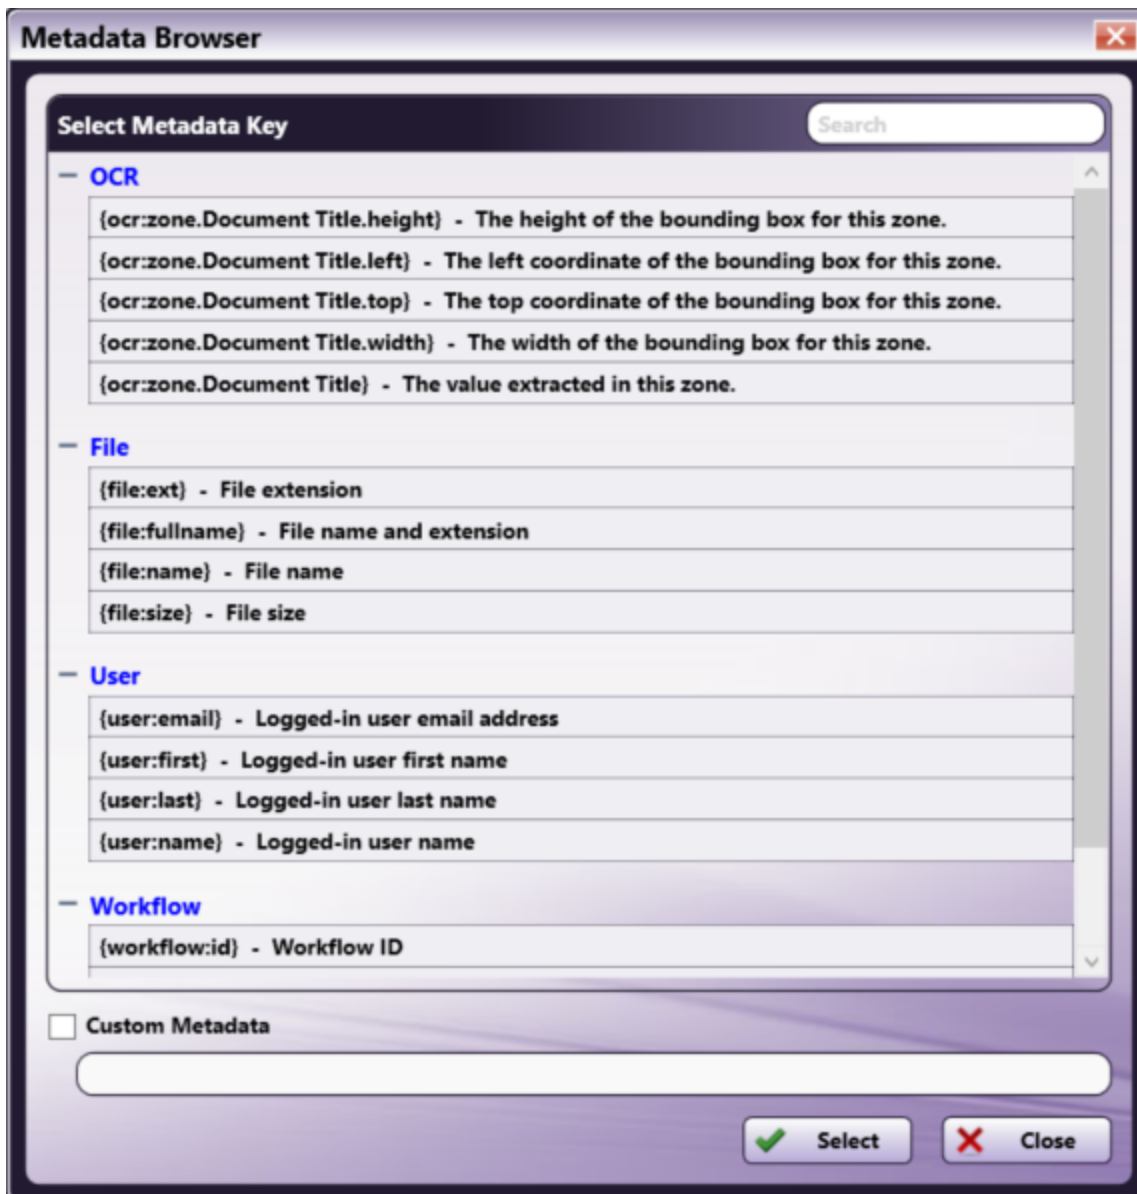 Metadata Browser
Select Metadata Key
Search
OCR
{ocr:zone.Document Title.height} - The height of the bounding box for this zone.
{ocr:zone.Document Title.left} - The left coordinate of the bounding box for this zone.
{ocr:zone.Document Title.top} - The top coordinate of the bounding box for this zone.
{ocr:zone.Document Title.width} - The width of the bounding box for this zone.
{ocr:zone.Document Title} - The value extracted in this zone.
File
{file:ext} - File extension
{file:fullname} - File name and extension
{file:name} - File name
{file:size} - File size
User
{user:email} - Logged-in user email address
{user:first} - Logged-in user first name
{user:last} - Logged-in user last name
{user:name} - Logged-in user name
Workflow
{workflow:id} - Workflow ID
Custom Metadata
Select
Close